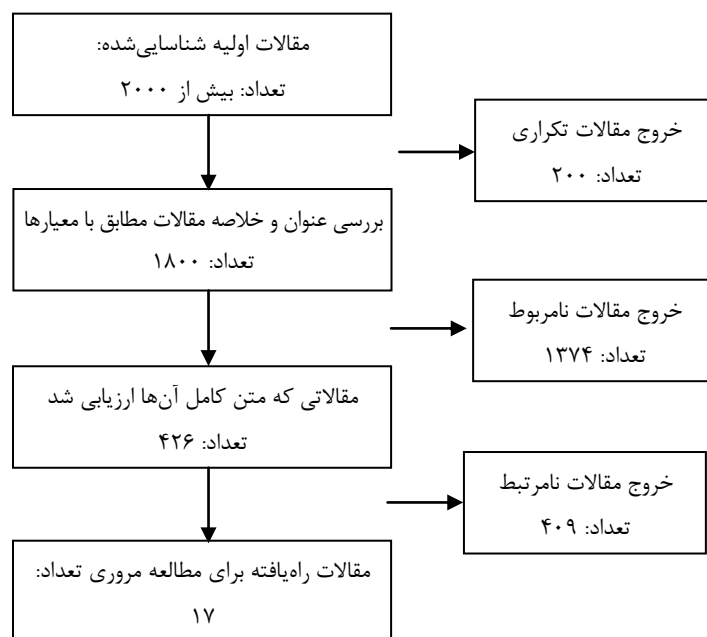 مقالات اولیه شناسایی‌شده:
تعداد: بیش از ۲۰۰۰
خروج مقالات تکراری
تعداد: ۲۰۰
بررسی عنوان و خلاصه مقالات مطابق با معیارها
تعداد: ۱۸۰۰
خروج مقالات نامربوط
تعداد: ۱۳۷۴
مقالاتی که متن کامل آن‌ها ارزیابی شد
تعداد: ۴۲۶
خروج مقالات نامرتبط
تعداد: ۴۰۹
مقالات راه‌یافته برای مطالعه مروری تعداد:
۱۷